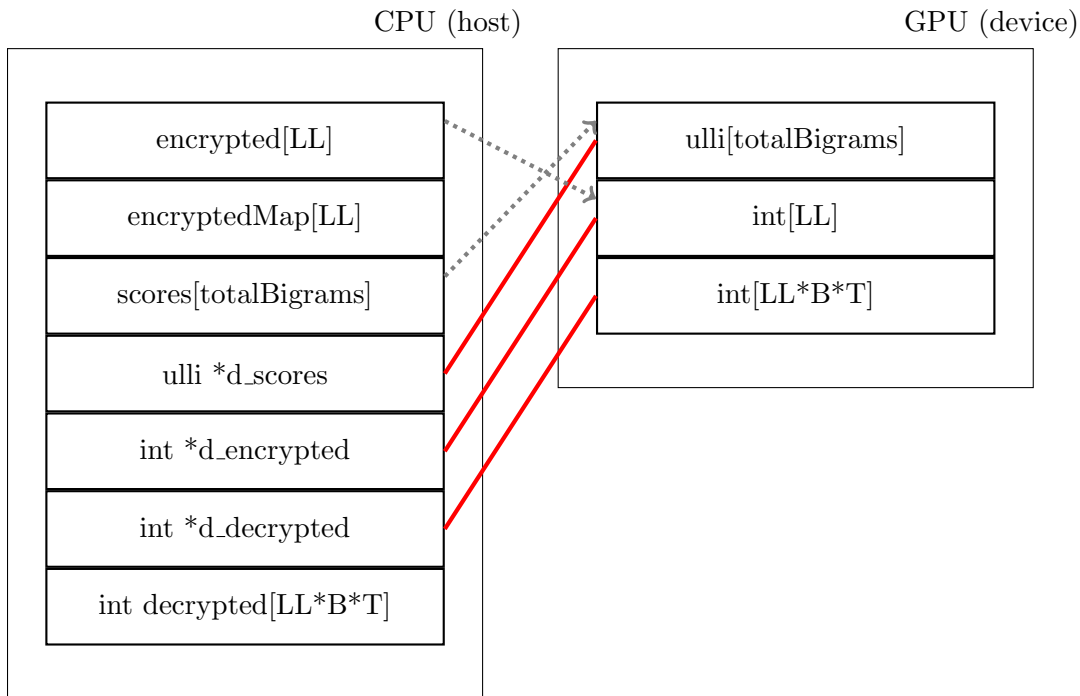 CPU (host)
encrypted[LL]
encryptedMap[LL]
scores[totalBigrams]
ulli *d_scores
int *d_encrypted
int *d_decrypted
int decrypted[LL*B*T]
GPU (device)
ulli[totalBigrams]
int[LL]
int[LL*B*T]